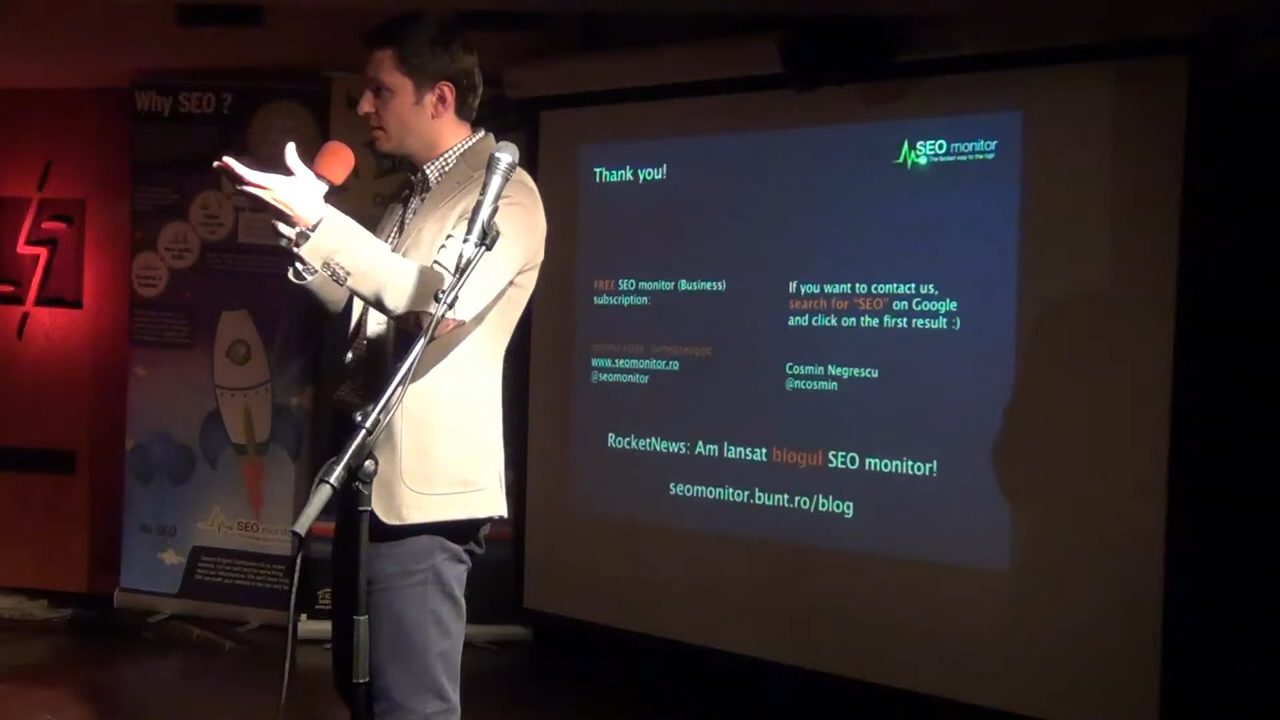 Why SEO ?
SEO monitor
The fastest way to the top!
Thank you!
FREE SEO monitor (Business)
subscription:
www.seomonitor.ro
@seomonitor
If you want to contact us,
search for "SEO" on Google
and click on the first result :)
Cosmin Negrescu
@ncosmin
RocketNews: Am lansat blogul SEO monitor!
seomonitor.bunt.ro/blog
SEO monitor